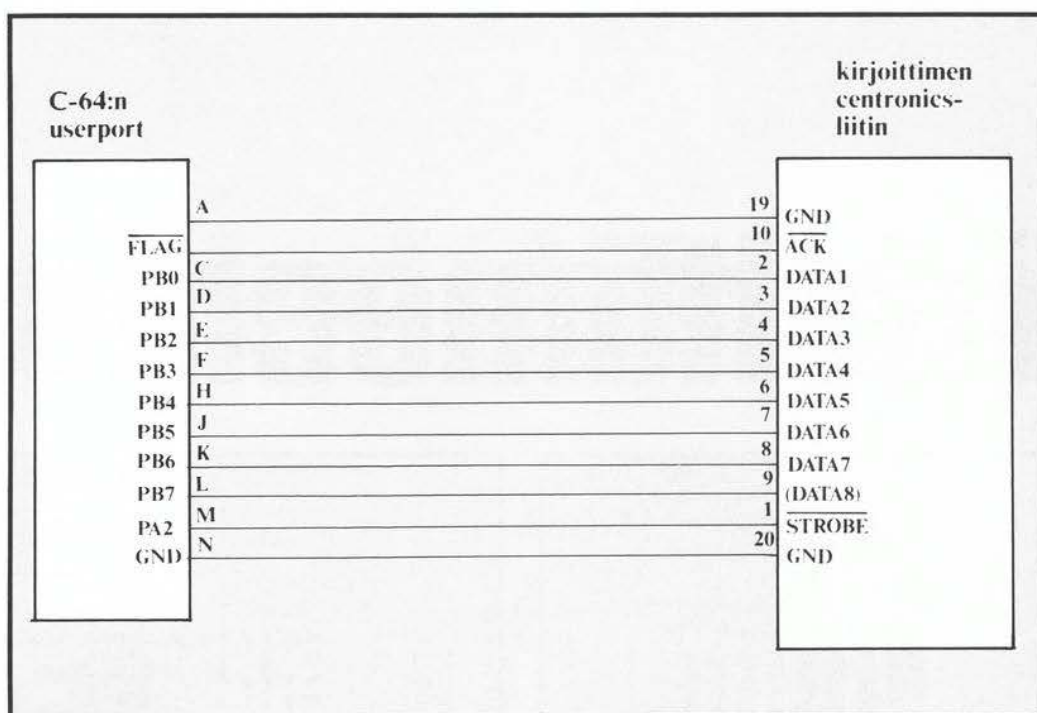 C-64:n
userport
kirjoittimen
centronics-
liitin
A 19 GND
FLAG 10 ACK
PB0 C 2 DATA1
PB1 D 3 DATA2
PB2 E 4 DATA3
PB3 F 5 DATA4
PB4 H 6 DATA5
PB5 J 7 DATA6
PB6 K 8 DATA7
PB7 L 9 (DATA8)
PA2 M 1 STROBE
GND N 20 GND